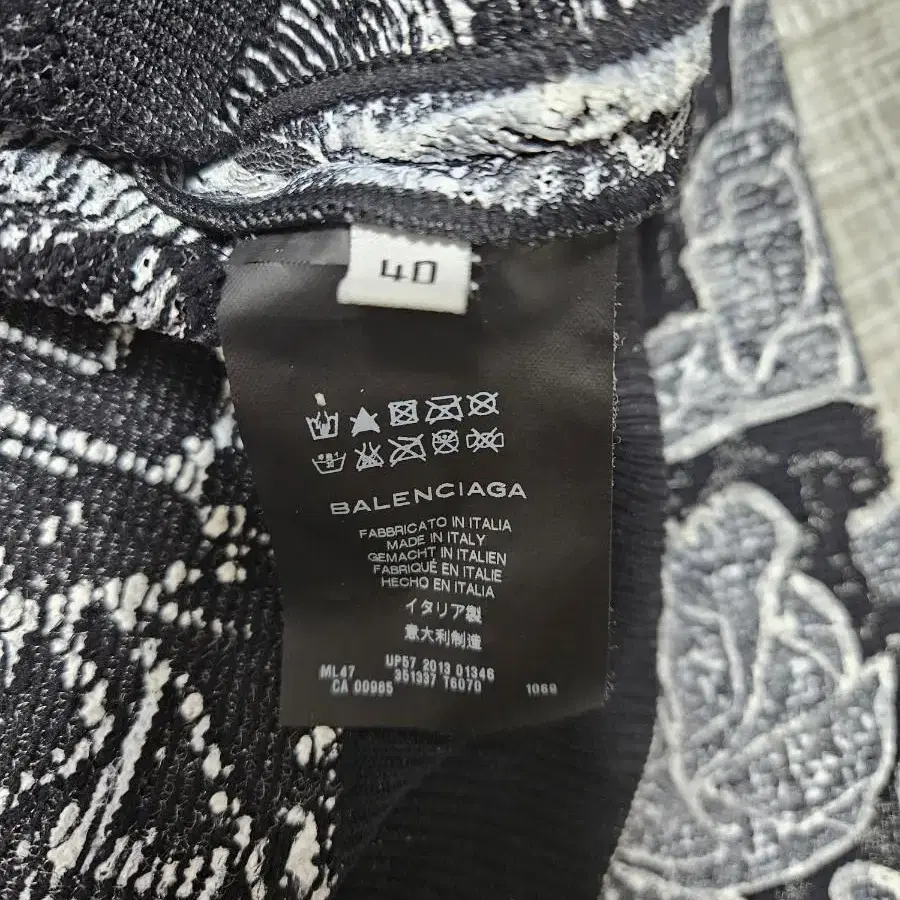 40
BALENCIAGA
FABBRICATO IN ITALIA
MADE IN ITALY
GEMACHT IN ITALIEN
FABRIQUÉ EN ITALIE
HECHO EN ITALIA
イタリア製
意大利制造
ML47 UP57 2013 01346
CA 00985 351337 T6070 1069